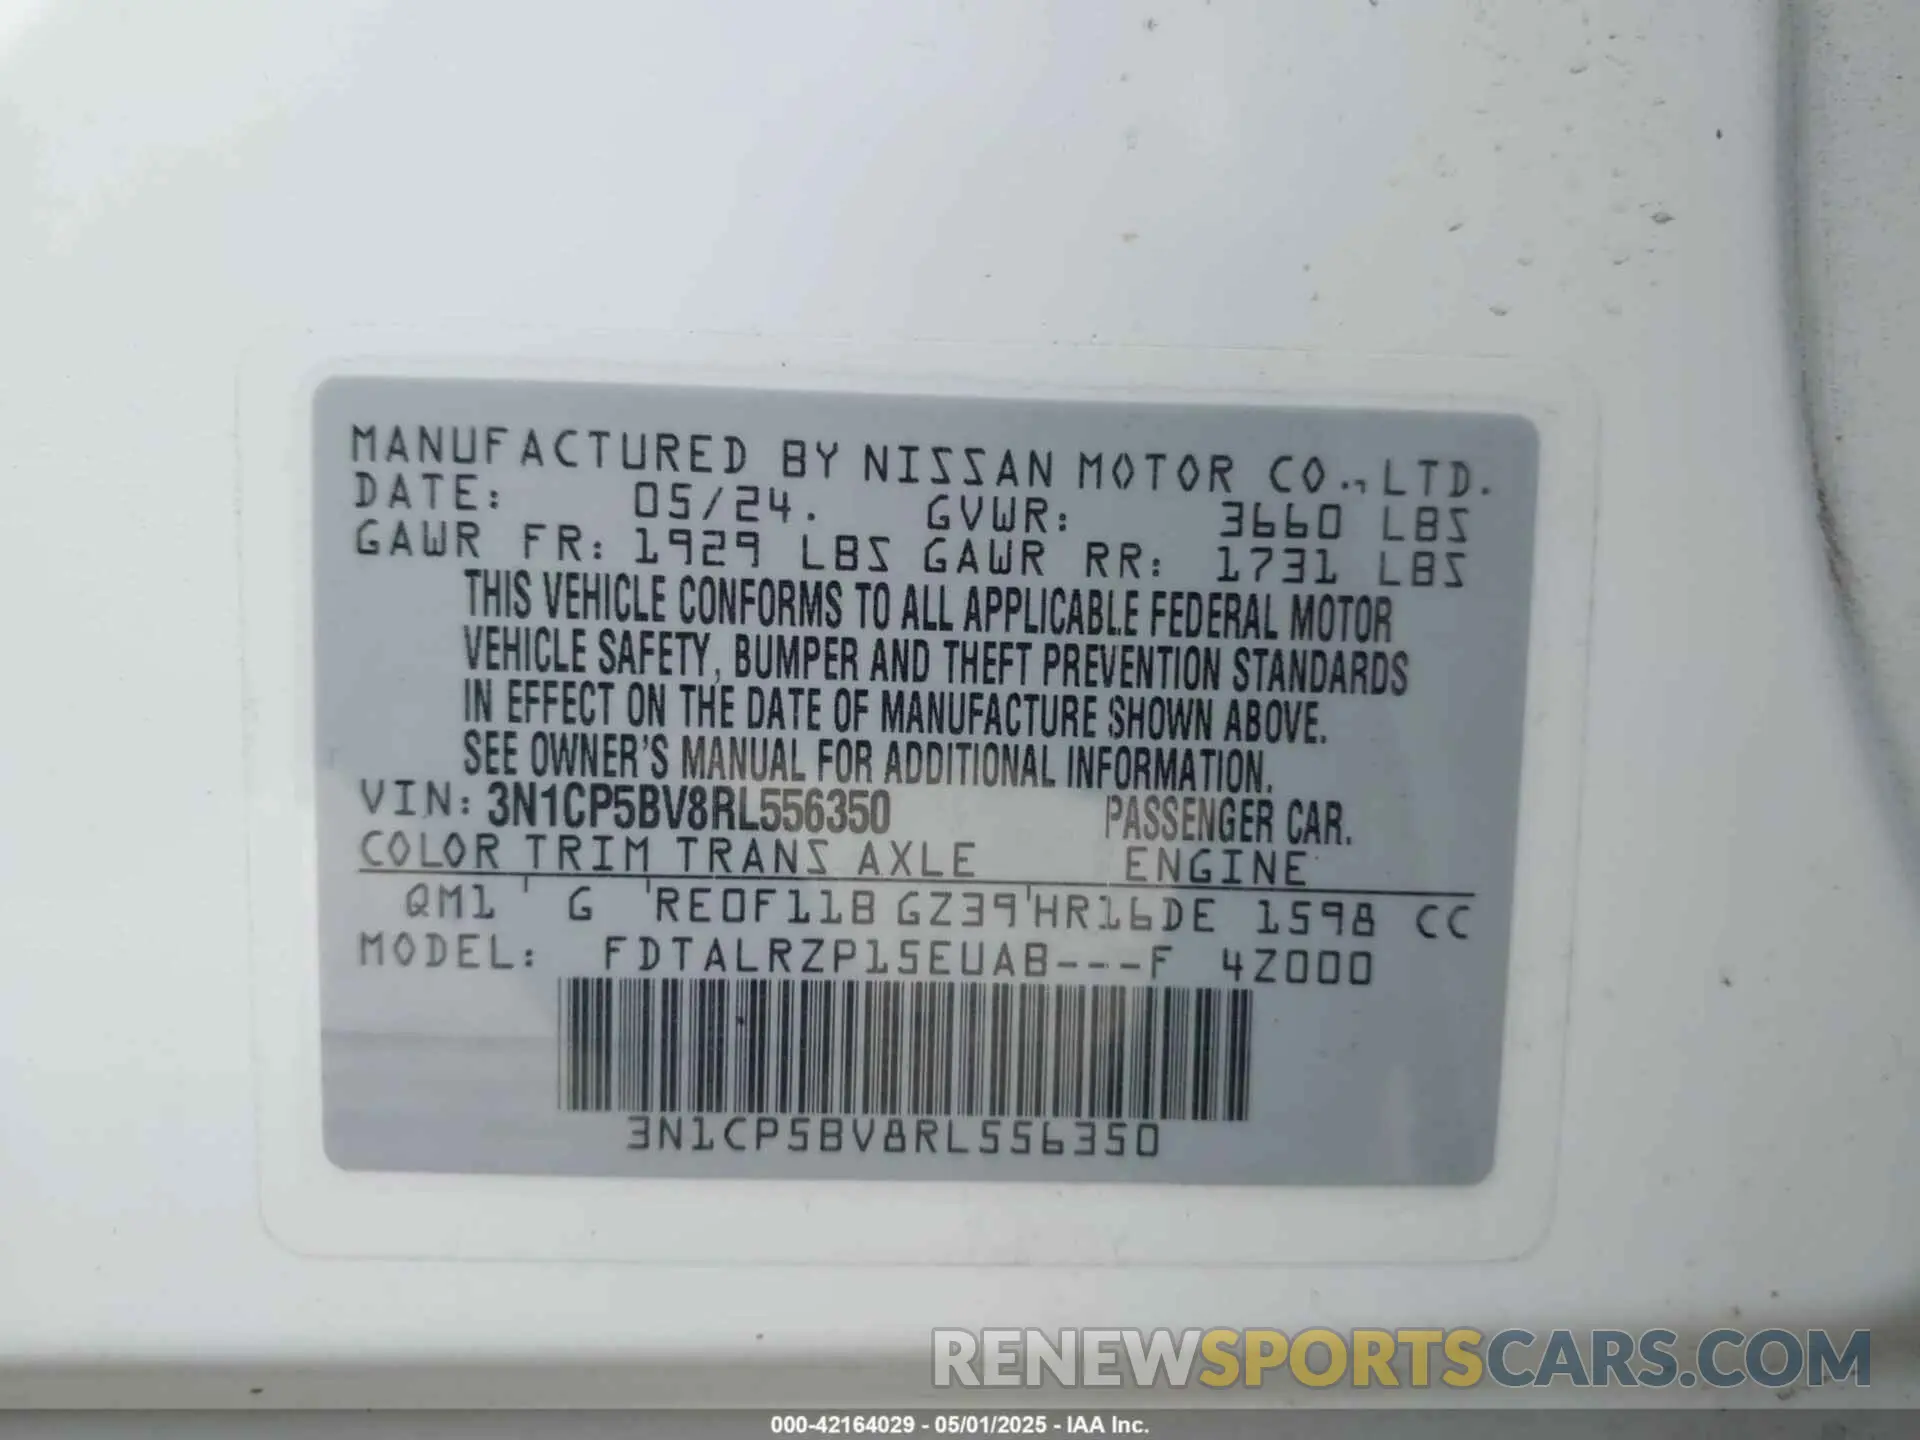 MANUFACTURED BY NISSAN MOTOR CO., LTD.
DATE: 05/24. GVWR: 3660 LBS
GAWR FR: 1929 LBS GAWR RR: 1731 LBS
THIS VEHICLE CONFORMS TO ALL APPLICABLE FEDERAL MOTOR
VEHICLE SAFETY, BUMPER AND THEFT PREVENTION STANDARDS
IN EFFECT ON THE DATE OF MANUFACTURE SHOWN ABOVE.
SEE OWNER'S MANUAL FOR ADDITIONAL INFORMATION.
VIN: 3N1CP5BV8RL556350 PASSENGER CAR.
COLOR TRIM TRANS AXLE ENGINE
QM1 ' G ' RE0F11B GZ39 ' HR16DE 1598 CC
MODEL: FDTALRZP15EUAB---F 4Z000
3N1CP5BV8RL556350
RENEWSPORTSCARS.COM
000-42164029 - 05/01/2025 - IAA Inc.